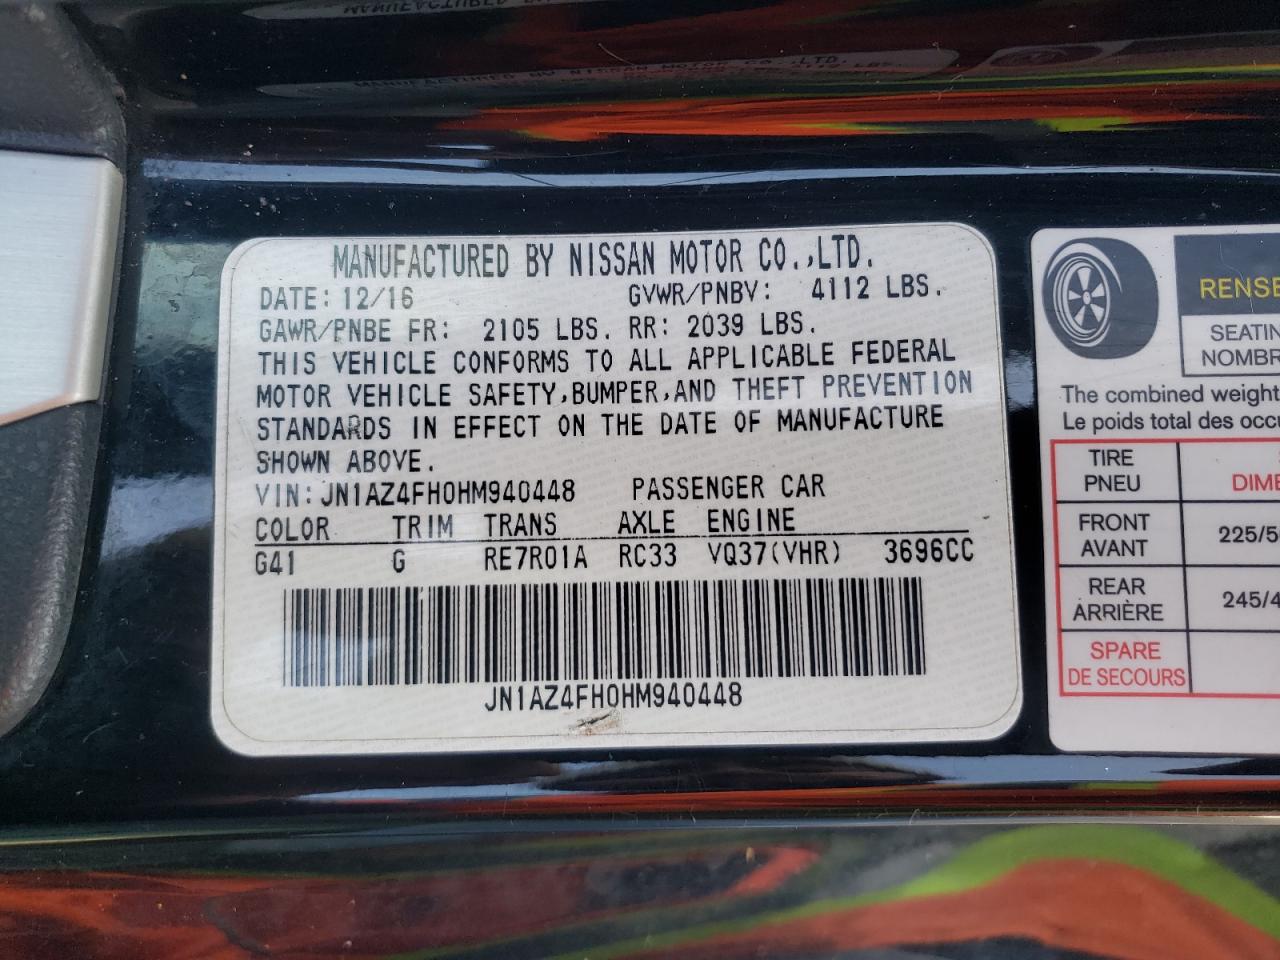 MANUFACTURED BY NISSAN MOTOR CO.,LTD.
DATE: 12/16 GVWR/PNBV: 4112 LBS.
GAWR/PNBE FR: 2105 LBS. RR: 2039 LBS.
THIS VEHICLE CONFORMS TO ALL APPLICABLE FEDERAL
MOTOR VEHICLE SAFETY,BUMPER,AND THEFT PREVENTION
STANDARDS IN EFFECT ON THE DATE OF MANUFACTURE
SHOWN ABOVE.
VIN: JN1AZ4FH0HM940448 PASSENGER CAR
COLOR TRIM TRANS AXLE ENGINE
G41 G RE7R01A RC33 VQ37(VHR) 3696CC
JN1AZ4FH0HM940448
RENSE
SEATIN
NOMBR
The combined weight
Le poids total des occu
TIRE
PNEU
DIME
FRONT
AVANT
225/5
REAR
ARRIÈRE
245/4
SPARE
DE SECOURS